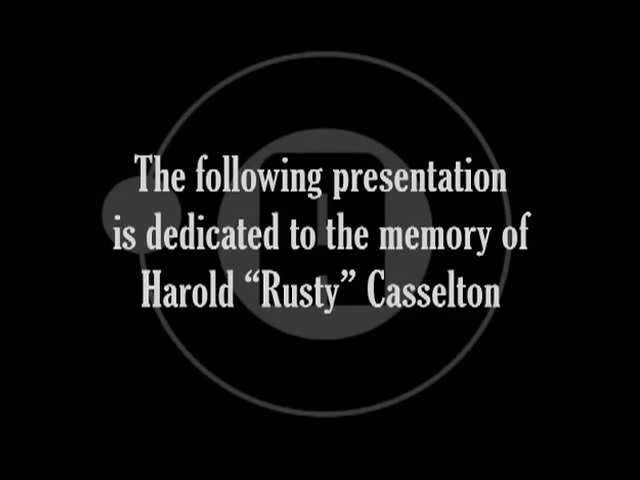 The following presentation
is dedicated to the memory of
Harold “Rusty” Casselton